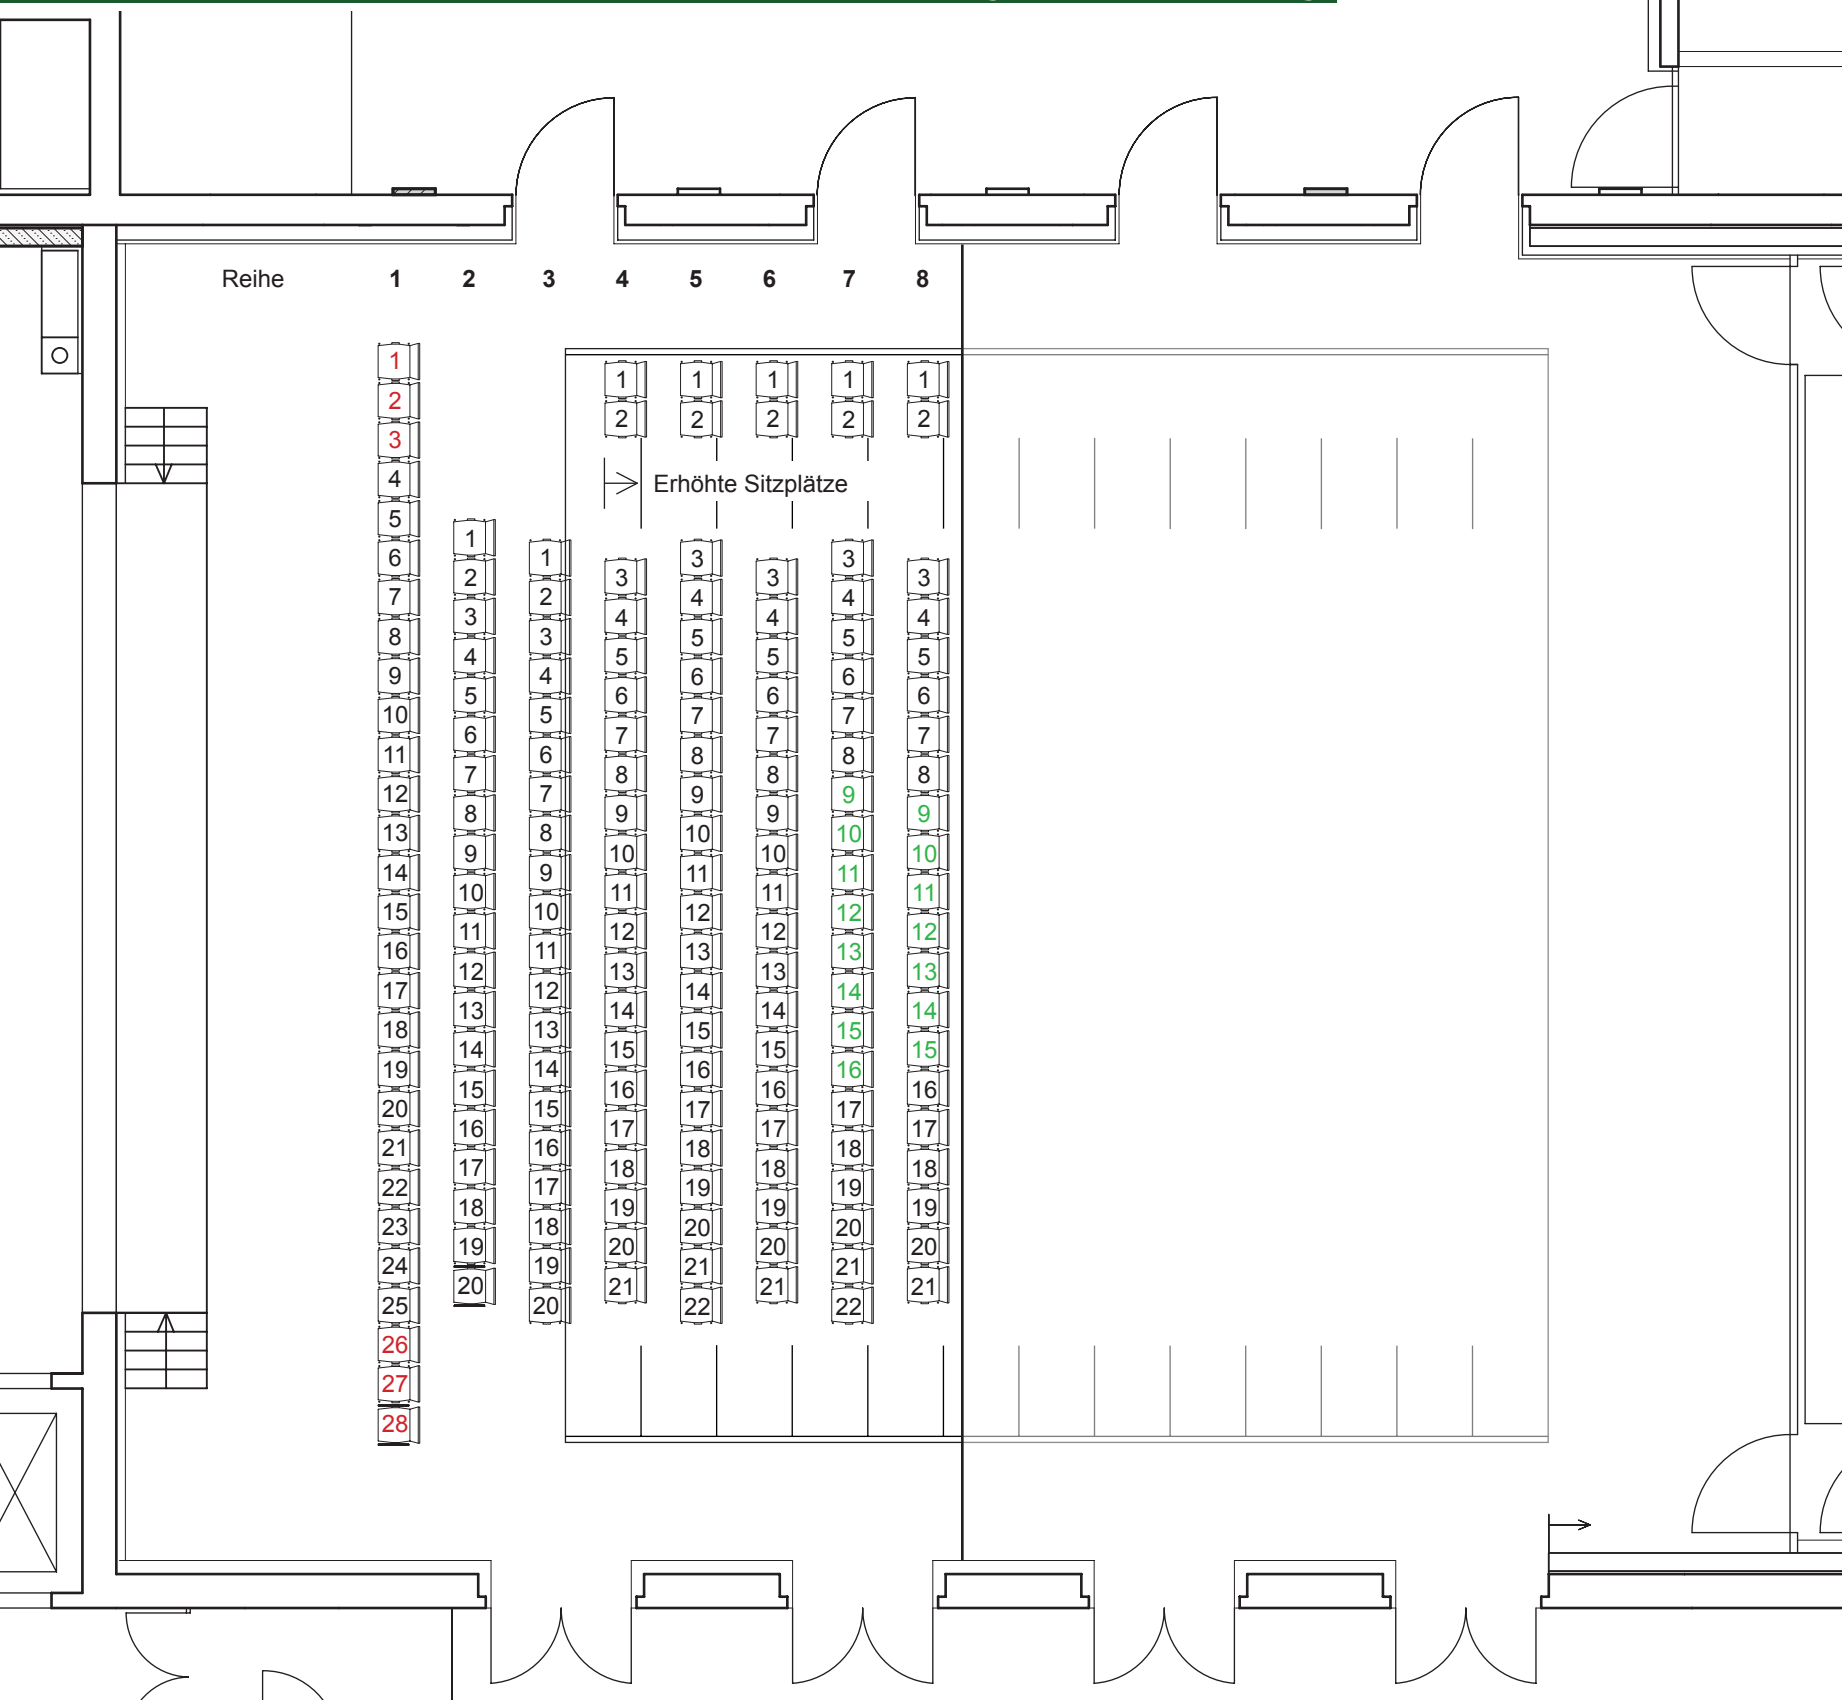 Reihe 1 2 3 4 5 6 7 8
1 2 3 4 5 6 7 8 9 10 11 12 13 14 15 16 17 18 19 20 21 22 23 24 25 26 27 28
1 2 3 4 5 6 7 8 9 10 11 12 13 14 15 16 17 18 19 20
1 2 3 4 5 6 7 8 9 10 11 12 13 14 15 16 17 18 19 20
1 2
1 2
1 2
1 2
1 2
Erhöhte Sitzplätze
3 4 5 6 7 8 9 10 11 12 13 14 15 16 17 18 19 20 21
3 4 5 6 7 8 9 10 11 12 13 14 15 16 17 18 19 20 21 22
3 4 5 6 7 8 9 10 11 12 13 14 15 16 17 18 19 20 21
3 4 5 6 7 8 9 10 11 12 13 14 15 16 17 18 19 20 21 22
3 4 5 6 7 8 9 10 11 12 13 14 15 16 17 18 19 20 21